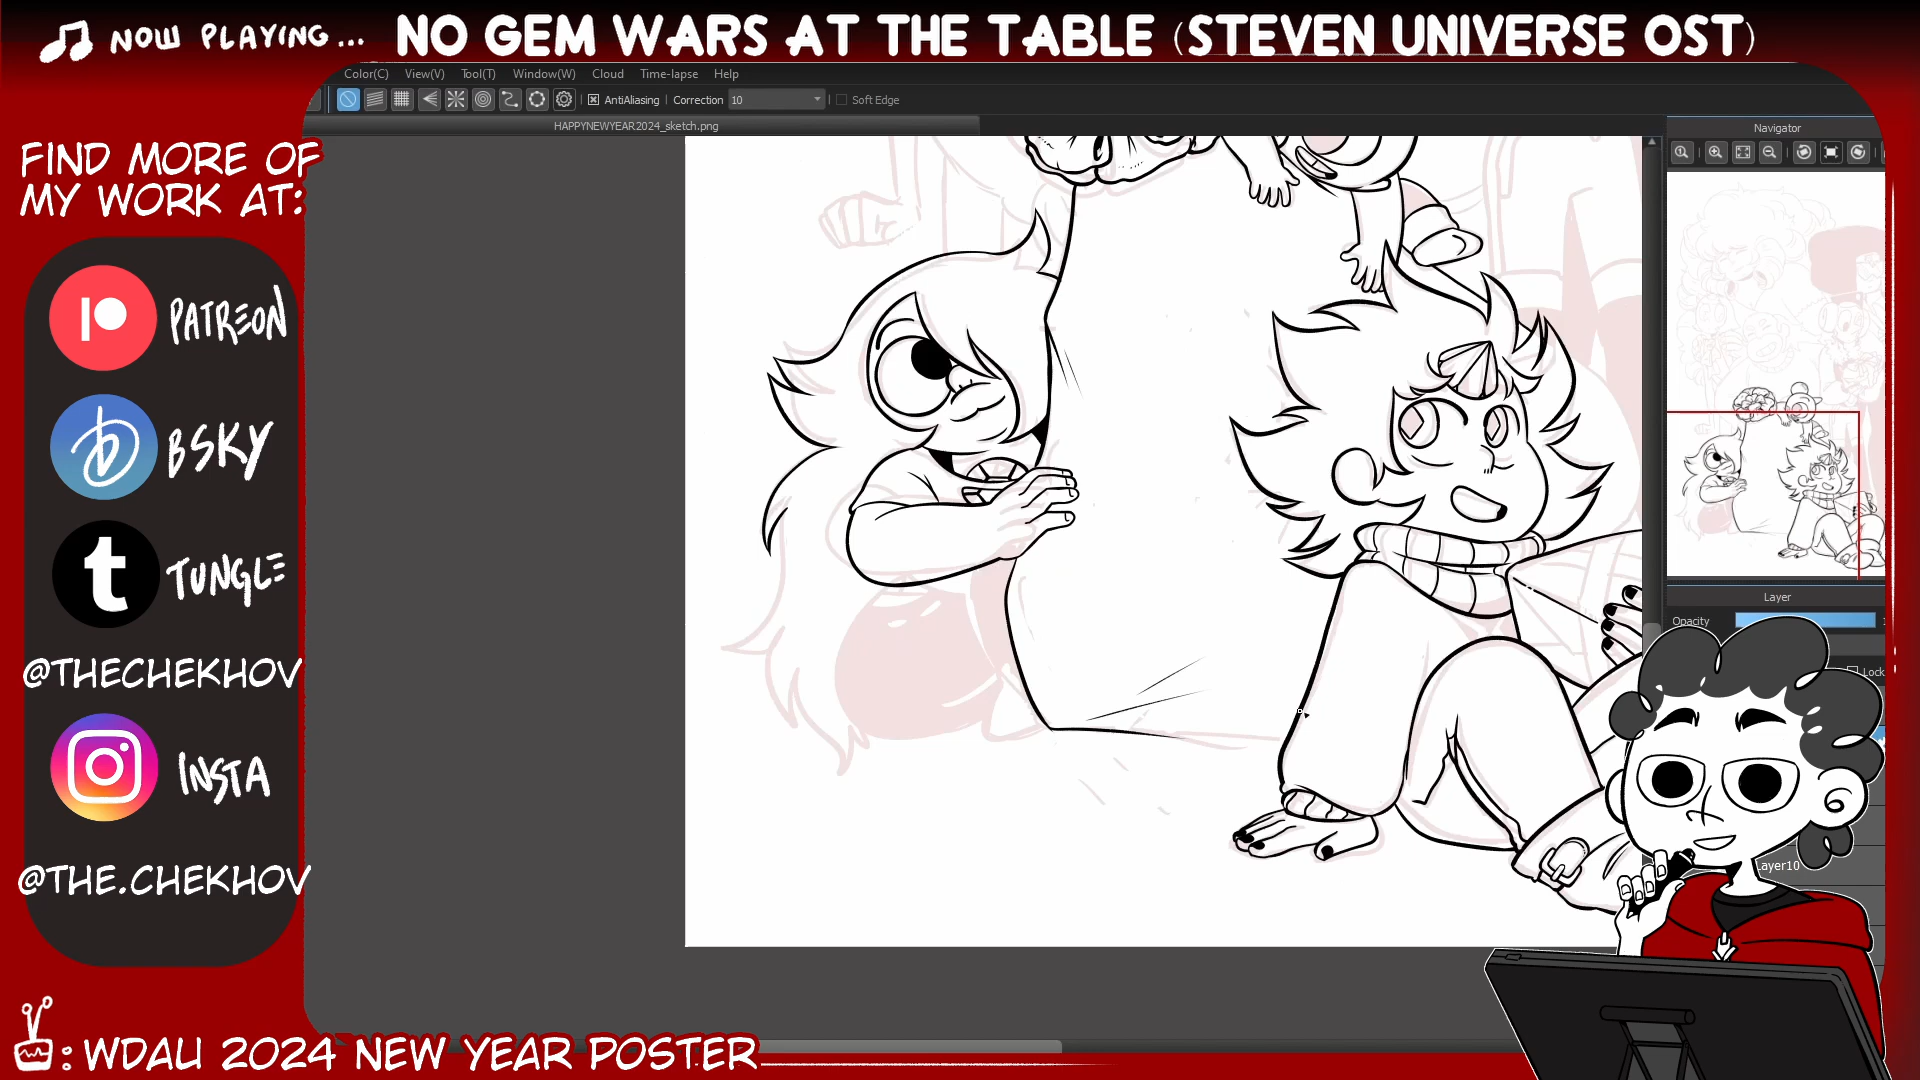 NOW PLAYING...
NO GEM WARS AT THE TABLE (STEVEN UNIVERSE OST)
Color(C) View(V) Tool(T) Window(W) Cloud Time-lapse Help
AntiAliasing Correction 10 Soft Edge
HAPPYNEWYEAR2024_sketch.png
Navigator
FIND MORE OF
MY WORK AT:
PATREON
BSKY
TUNGLE
@THECHEKHOV
INSTA
@THE.CHEKHOV
Layer
Opacity
Lock
Layer10
: WDAU 2024 NEW YEAR POSTER